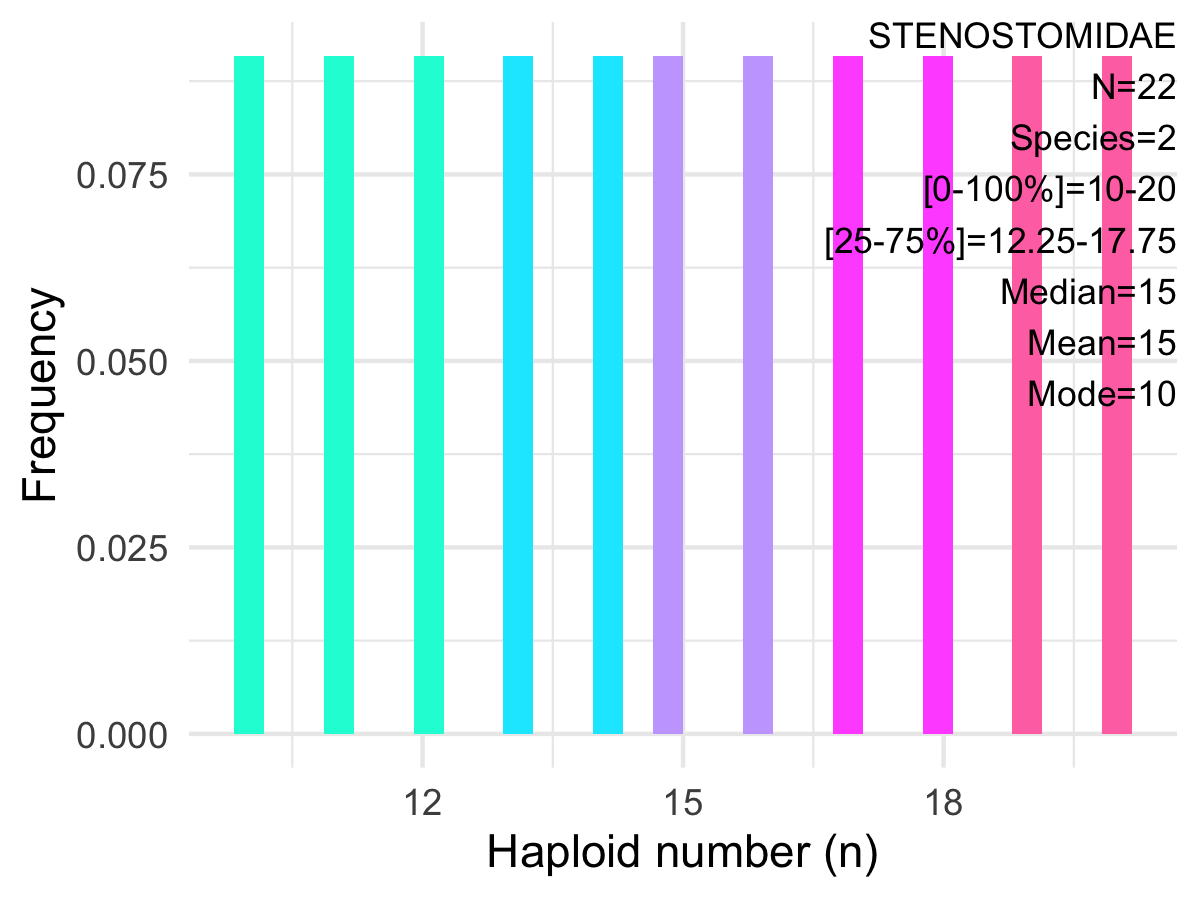 STENOSTOMIDAE
N=22
Species=2
[0-100%]=10-20
[25-75%]=12.25-17.75
Median=15
Mean=15
Mode=10
Frequency
0.075
0.050
0.025
0.000
12 15 18
Haploid number (n)